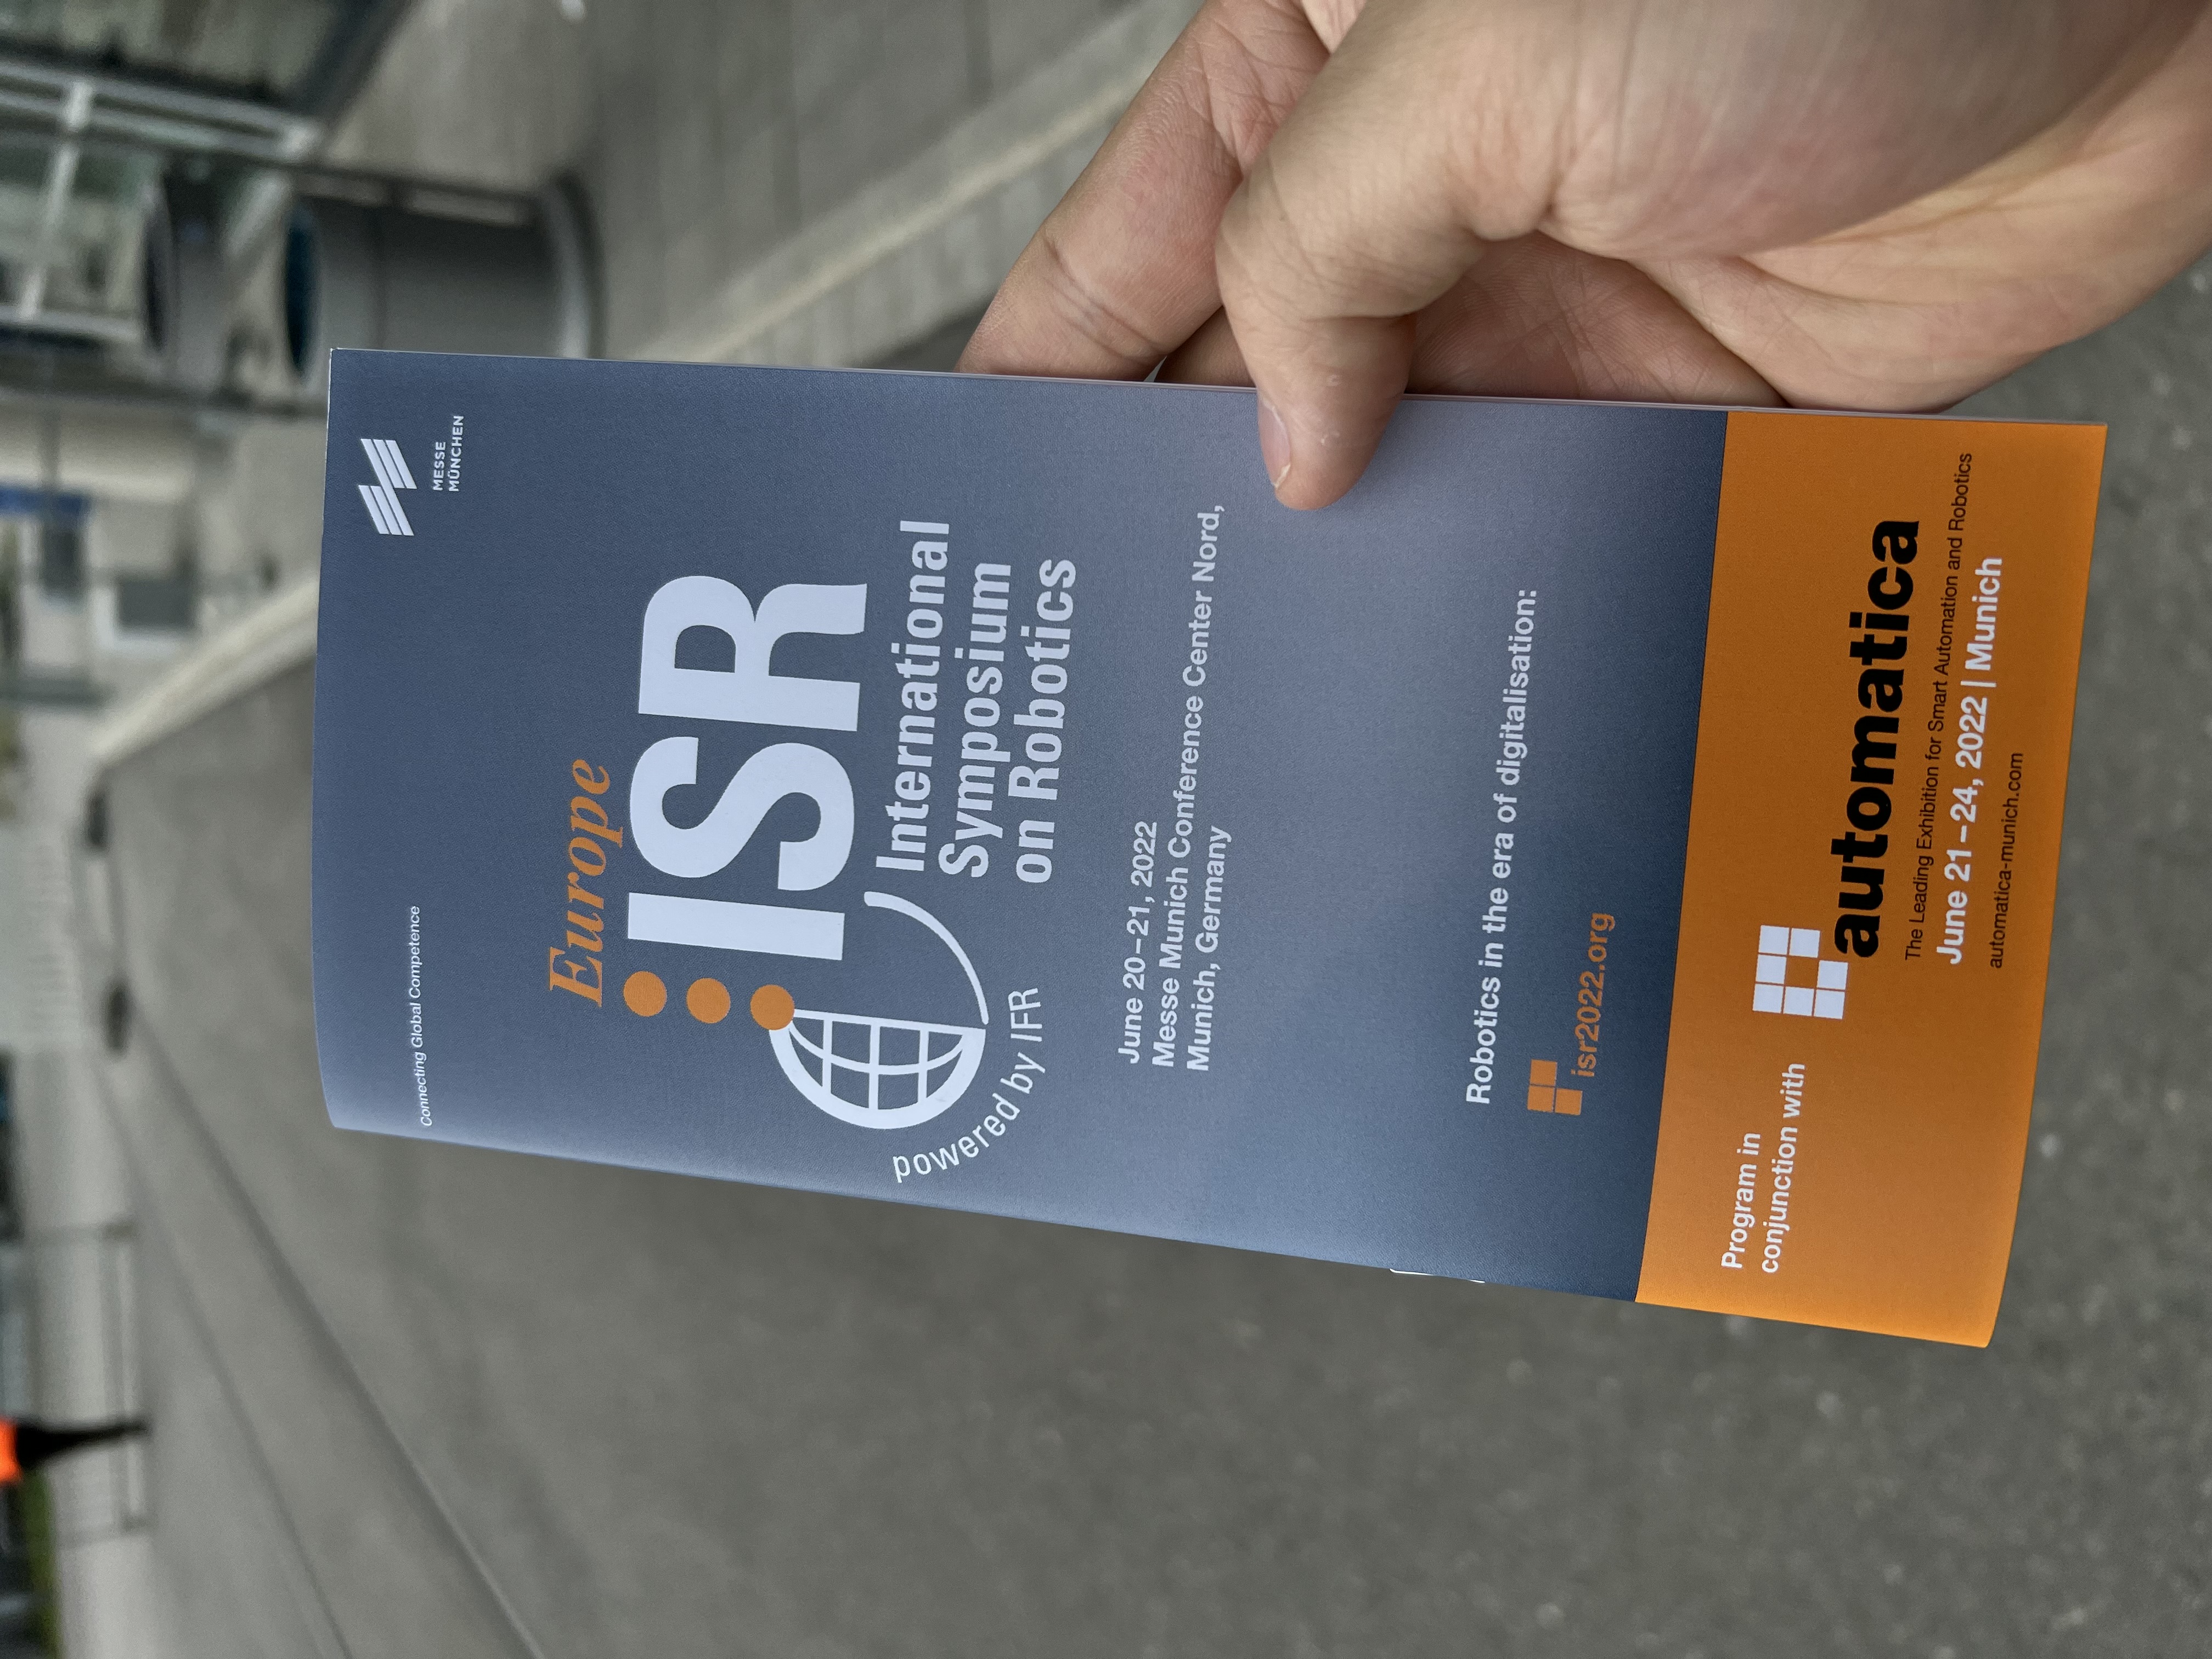 Connecting Global Competence
MESSE
MÜNCHEN
Europe
ISR
International
Symposium
on Robotics
powered by IFR
June 20–21, 2022
Messe Munich Conference Center Nord,
Munich, Germany
Robotics in the era of digitalisation:
isr2022.org
Program in
conjunction with
automatica
The Leading Exhibition for Smart Automation and Robotics
June 21–24, 2022 | Munich
automatica-munich.com